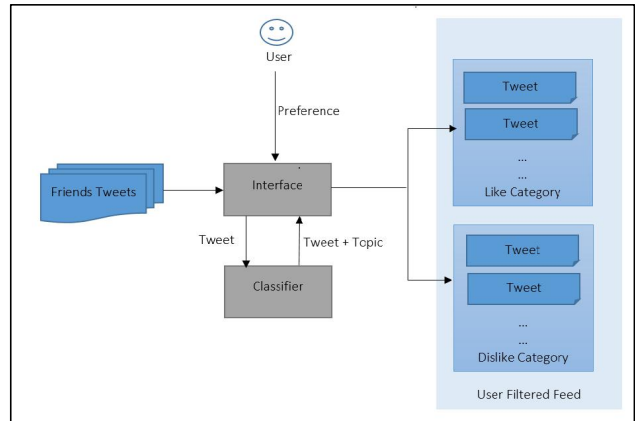 User
Preference
Friends Tweets
Interface
Tweet
Tweet + Topic
Classifier
Tweet
Tweet
...
...
Like Category
Tweet
Tweet
...
...
Dislike Category
User Filtered Feed